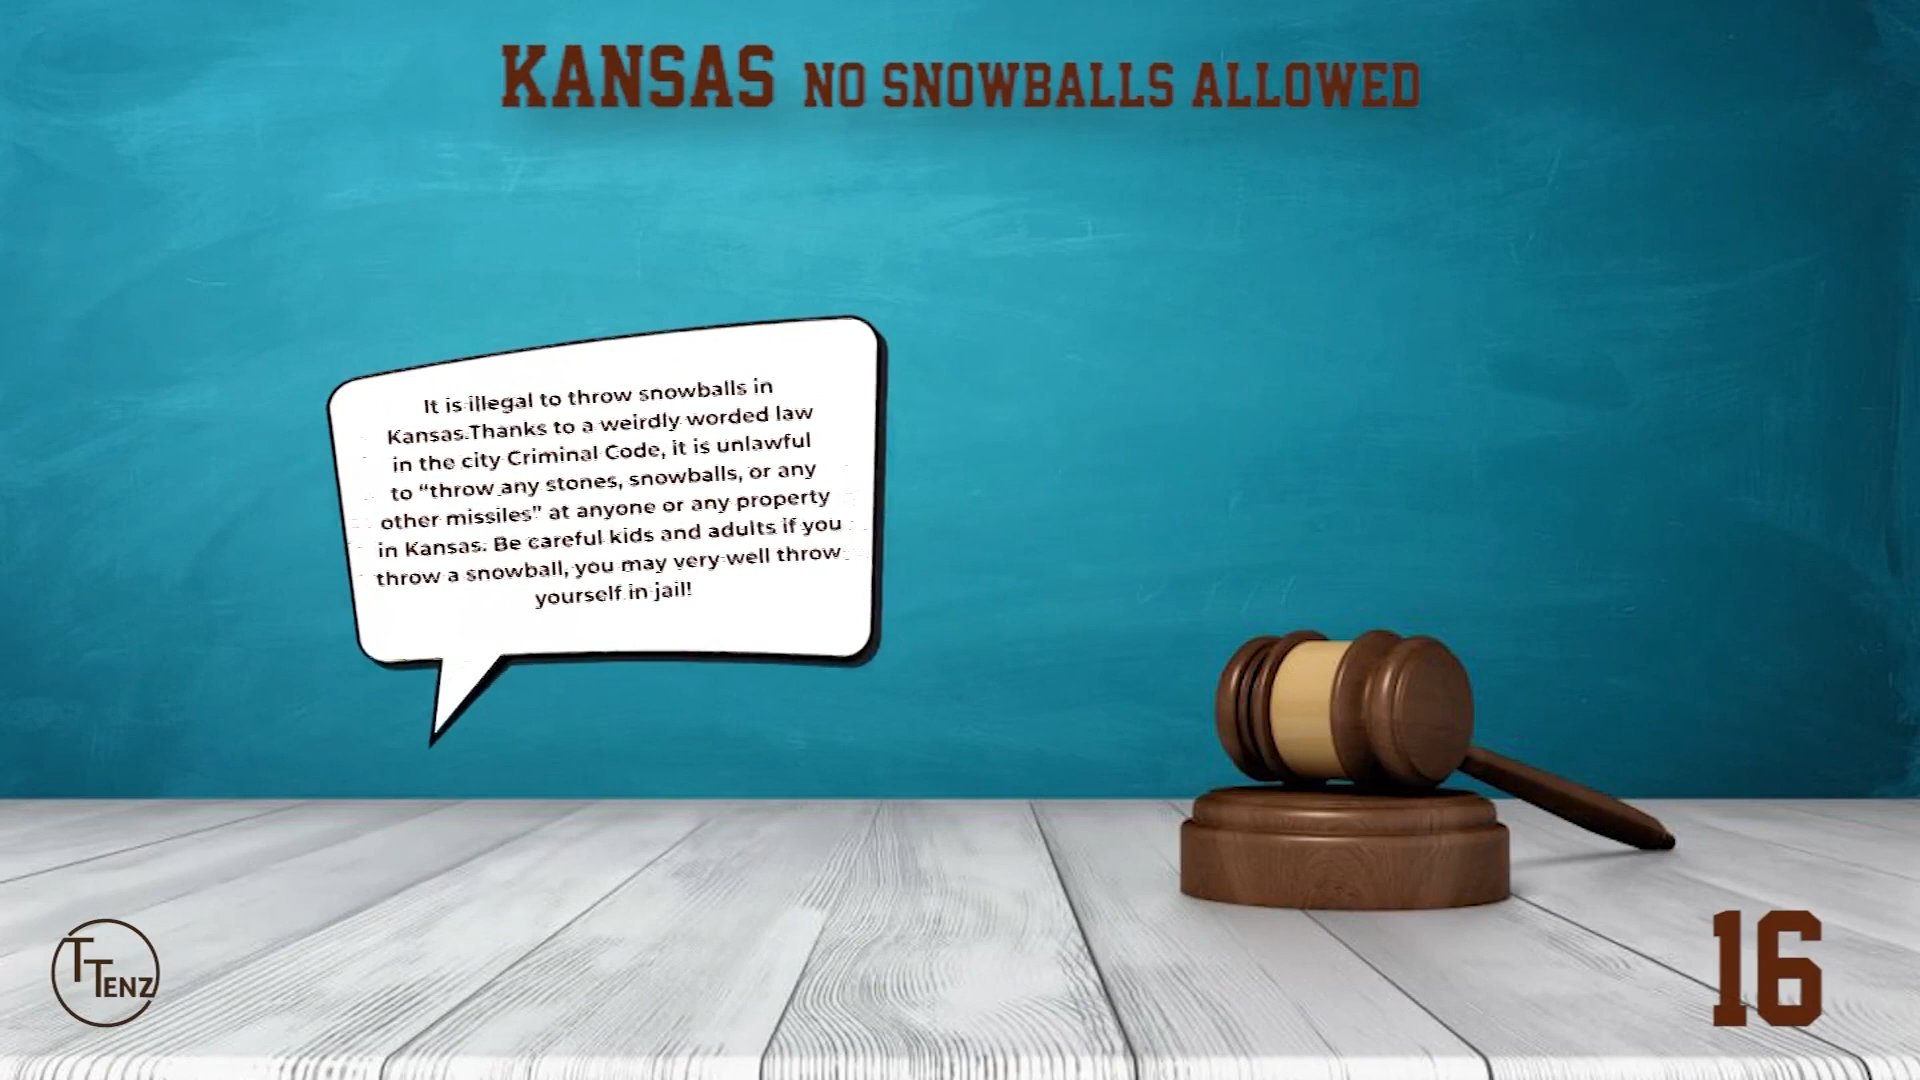 KANSAS NO SNOWBALLS ALLOWED
It is illegal to throw snowballs in
Kansas.Thanks to a weirdly worded law
in the city Criminal Code, it is unlawful
to “throw any stones, snowballs, or any
other missiles” at anyone or any property
in Kansas. Be careful kids and adults if you
throw a snowball, you may very well throw
yourself in jail!
TTENZ
16